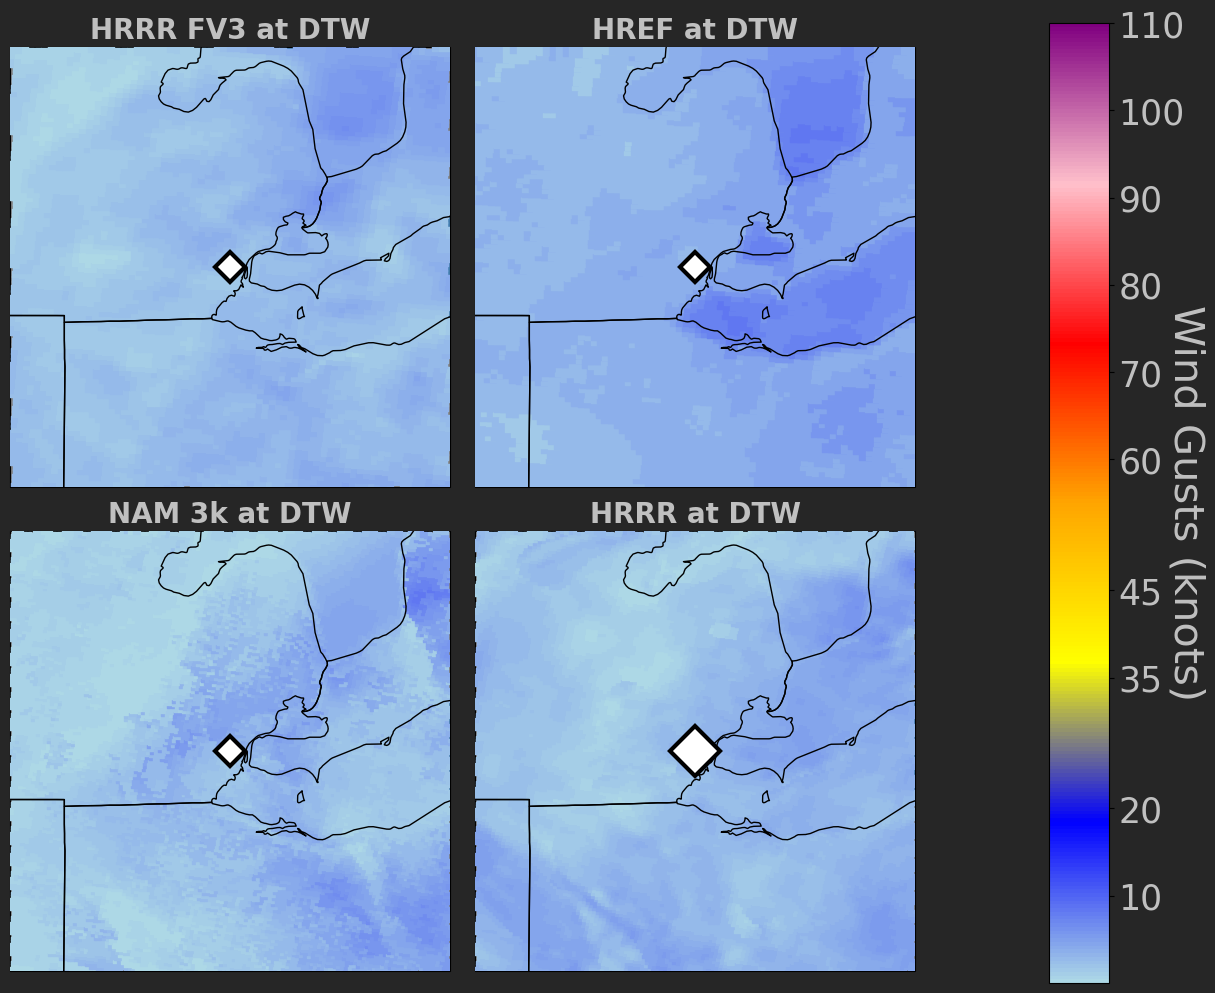 HRRR FV3 at DTW
HREF at DTW
NAM 3k at DTW
HRRR at DTW
110
100
90
80
70
60
45
35
20
10
Wind Gusts (knots)